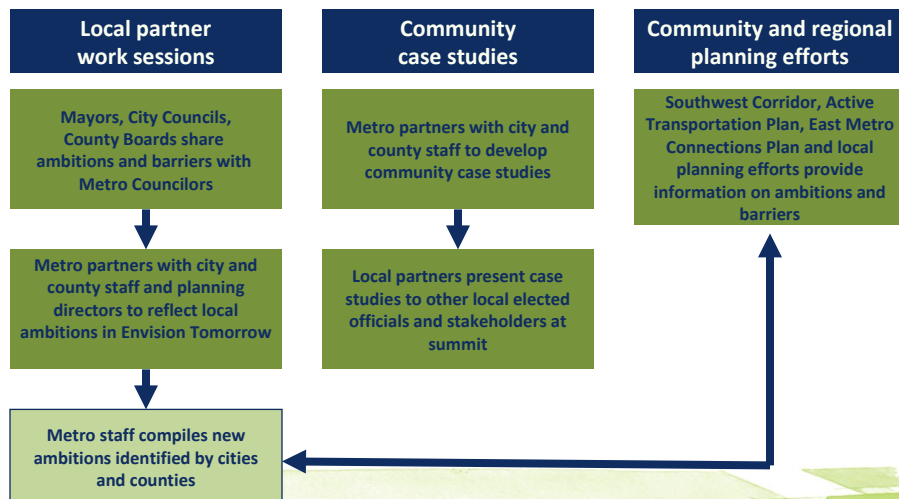 Local partner
work sessions
Mayors, City Councils,
County Boards share
ambitions and barriers with
Metro Councilors
Metro partners with city and
county staff and planning
directors to reflect local
ambitions in Envision Tomorrow
Metro staff compiles new
ambitions identified by cities
and counties
Community
case studies
Metro partners with city and
county staff to develop
community case studies
Local partners present case
studies to other local elected
officials and stakeholders at
summit
Community and regional
planning efforts
Southwest Corridor, Active
Transportation Plan, East Metro
Connections Plan and local
planning efforts provide
information on ambitions and
barriers